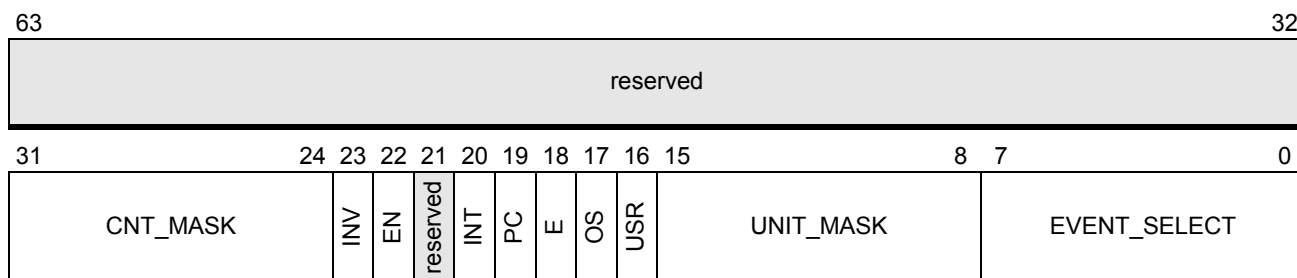 63 32
reserved
31 24 23 22 21 20 19 18 17 16 15 8 7 0
CNT_MASK INV EN reserved INT PC E OS USR UNIT_MASK EVENT_SELECT